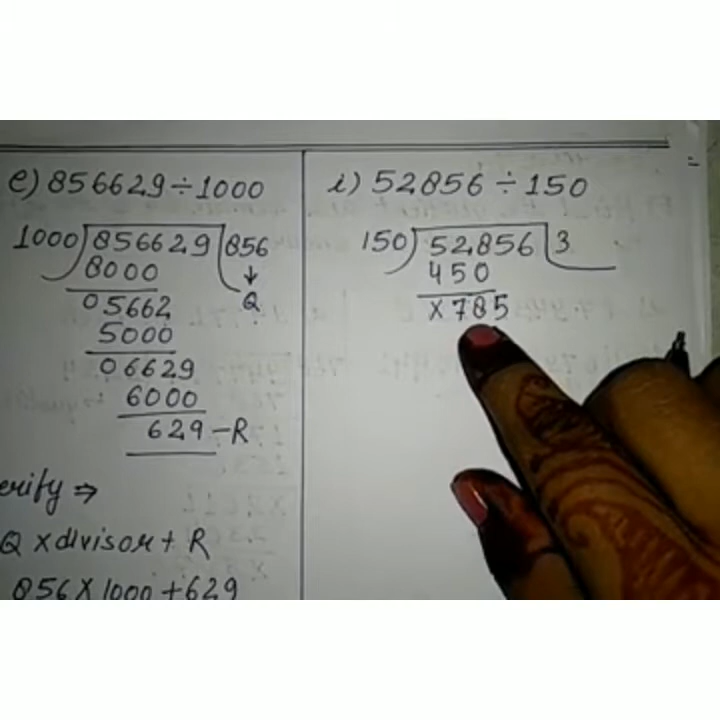 e) 856629÷1000
1000 856629 856
8000
↓
05662
Q
5000
06629
6000
629-R
erify ⇒
Q x divisor + R
856 X 1000 + 629
i) 52856 ÷ 150
150 52856 3
450
x785